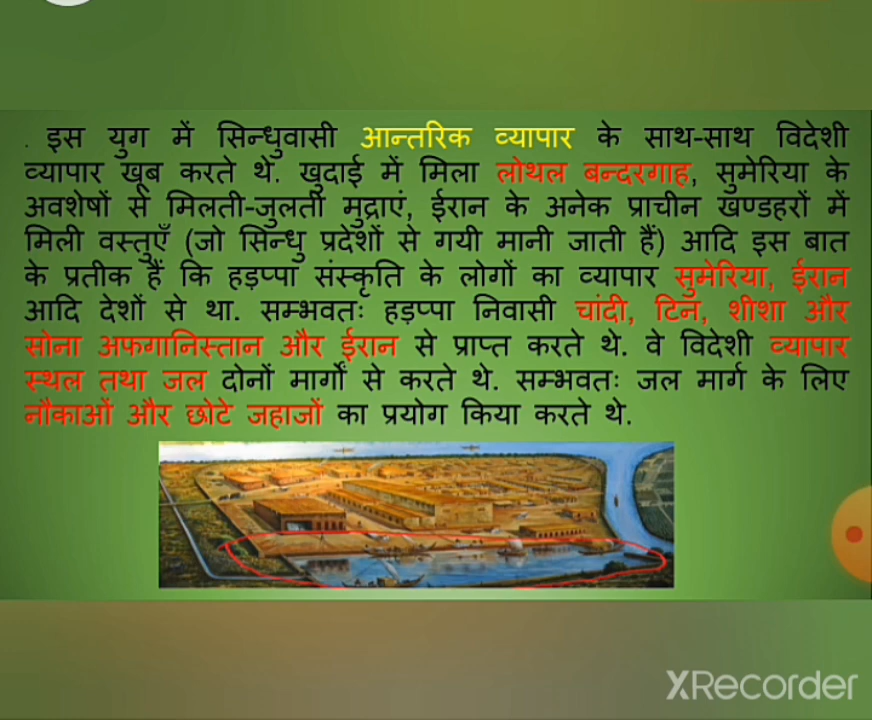 . इस युग में सिन्धुवासी आन्तरिक व्यापार के साथ-साथ विदेशी
व्यापार खूब करते थे. खुदाई में मिला लोथल बन्दरगाह, सुमेरिया के
अवशेषों से मिलती-जुलती मुद्राएं, ईरान के अनेक प्राचीन खण्डहरों में
मिली वस्तुएँ (जो सिन्धु प्रदेशों से गयी मानी जाती हैं) आदि इस बात
के प्रतीक हैं कि हड़प्पा संस्कृति के लोगों का व्यापार सुमेरिया, ईरान
आदि देशों से था. सम्भवतः हड़प्पा निवासी चांदी, टिन, शीशा और
सोना अफगानिस्तान और ईरान से प्राप्त करते थे. वे विदेशी व्यापार
स्थल तथा जल दोनों मार्गों से करते थे. सम्भवतः जल मार्ग के लिए
नौकाओं और छोटे जहाजों का प्रयोग किया करते थे.
XRecorder